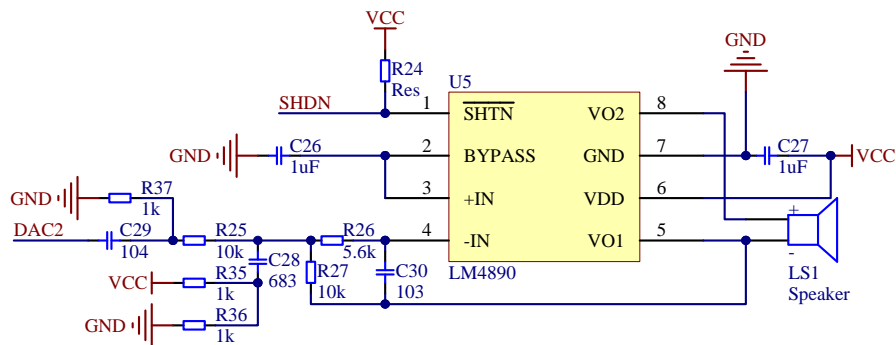 VCC
GND
R24
Res
U5
SHDN
1
SHTN
VO2
8
GND
C26
1uF
2
BYPASS
GND
7
C27
1uF
VCC
3
+IN
VDD
6
GND
R37
1k
DAC2
C29
104
R25
10k
R26
5.6k
4
-IN
VO1
5
+
-
LM4890
LS1
Speaker
C28
683
R27
10k
C30
103
VCC
R35
1k
GND
R36
1k